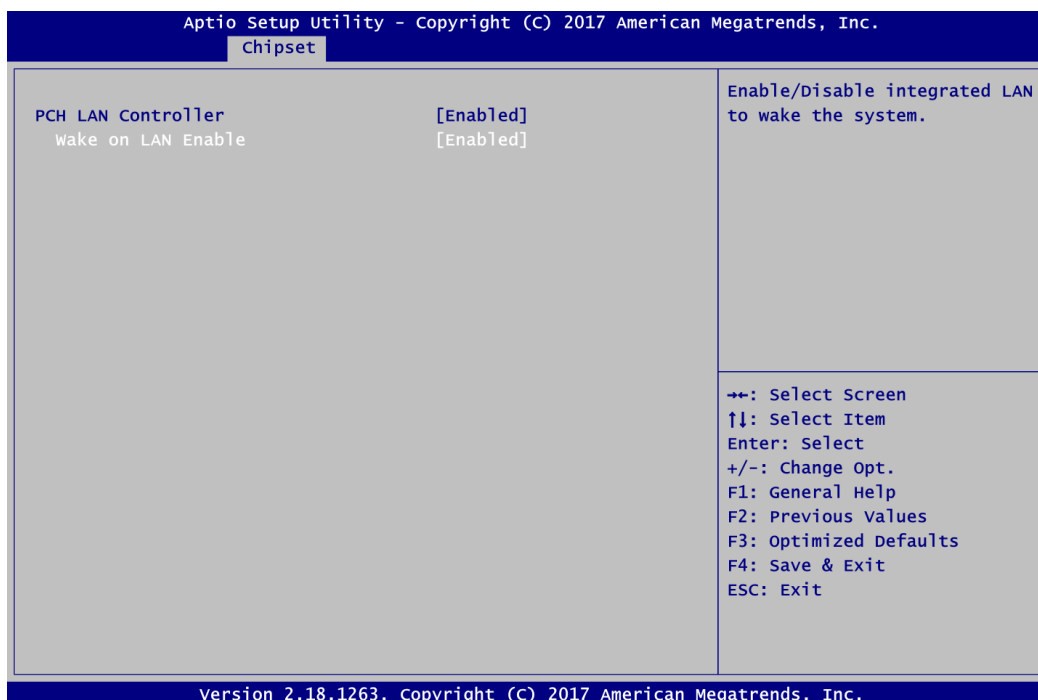 Aptio Setup Utility - Copyright (C) 2017 American Megatrends, Inc.
Chipset
PCH LAN Controller [Enabled]
Wake on LAN Enable [Enabled]
Enable/Disable integrated LAN
to wake the system.
→←: Select Screen
↑↓: Select Item
Enter: Select
+/-: Change Opt.
F1: General Help
F2: Previous Values
F3: Optimized Defaults
F4: Save & Exit
ESC: Exit
Version 2.18.1263. Copyright (C) 2017 American Megatrends, Inc.